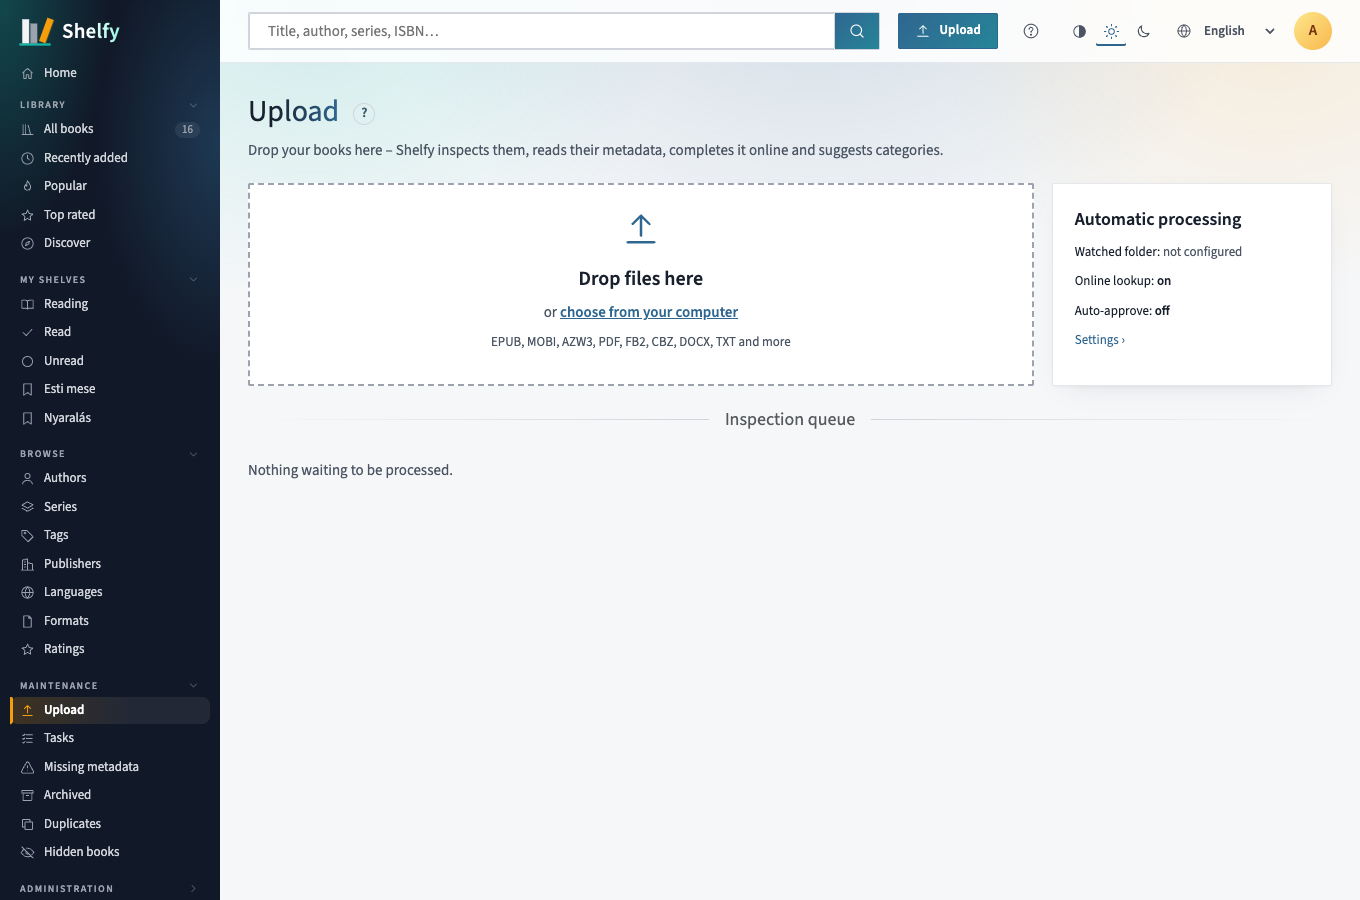 Shelfy
Home
LIBRARY
All books 16
Recently added
Popular
Top rated
Discover
MY SHELVES
Reading
Read
Unread
Esti mese
Nyaralás
BROWSE
Authors
Series
Tags
Publishers
Languages
Formats
Ratings
MAINTENANCE
Upload
Tasks
Missing metadata
Archived
Duplicates
Hidden books
ADMINISTRATION
Title, author, series, ISBN…
Upload
English
A
Upload ?
Drop your books here – Shelfy inspects them, reads their metadata, completes it online and suggests categories.
Drop files here
or choose from your computer
EPUB, MOBI, AZW3, PDF, FB2, CBZ, DOCX, TXT and more
Automatic processing
Watched folder: not configured
Online lookup: on
Auto-approve: off
Settings ›
Inspection queue
Nothing waiting to be processed.